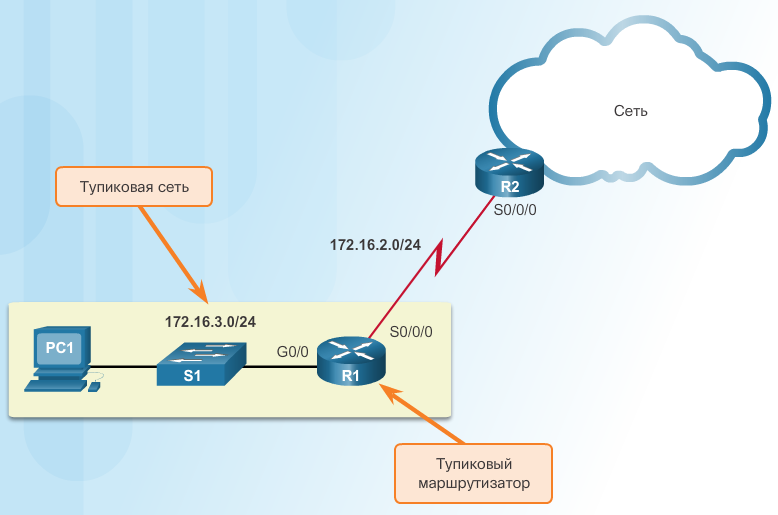 Сеть
R2
S0/0/0
Тупиковая сеть
172.16.2.0/24
172.16.3.0/24
S0/0/0
PC1
G0/0
S1
R1
Тупиковый
маршрутизатор